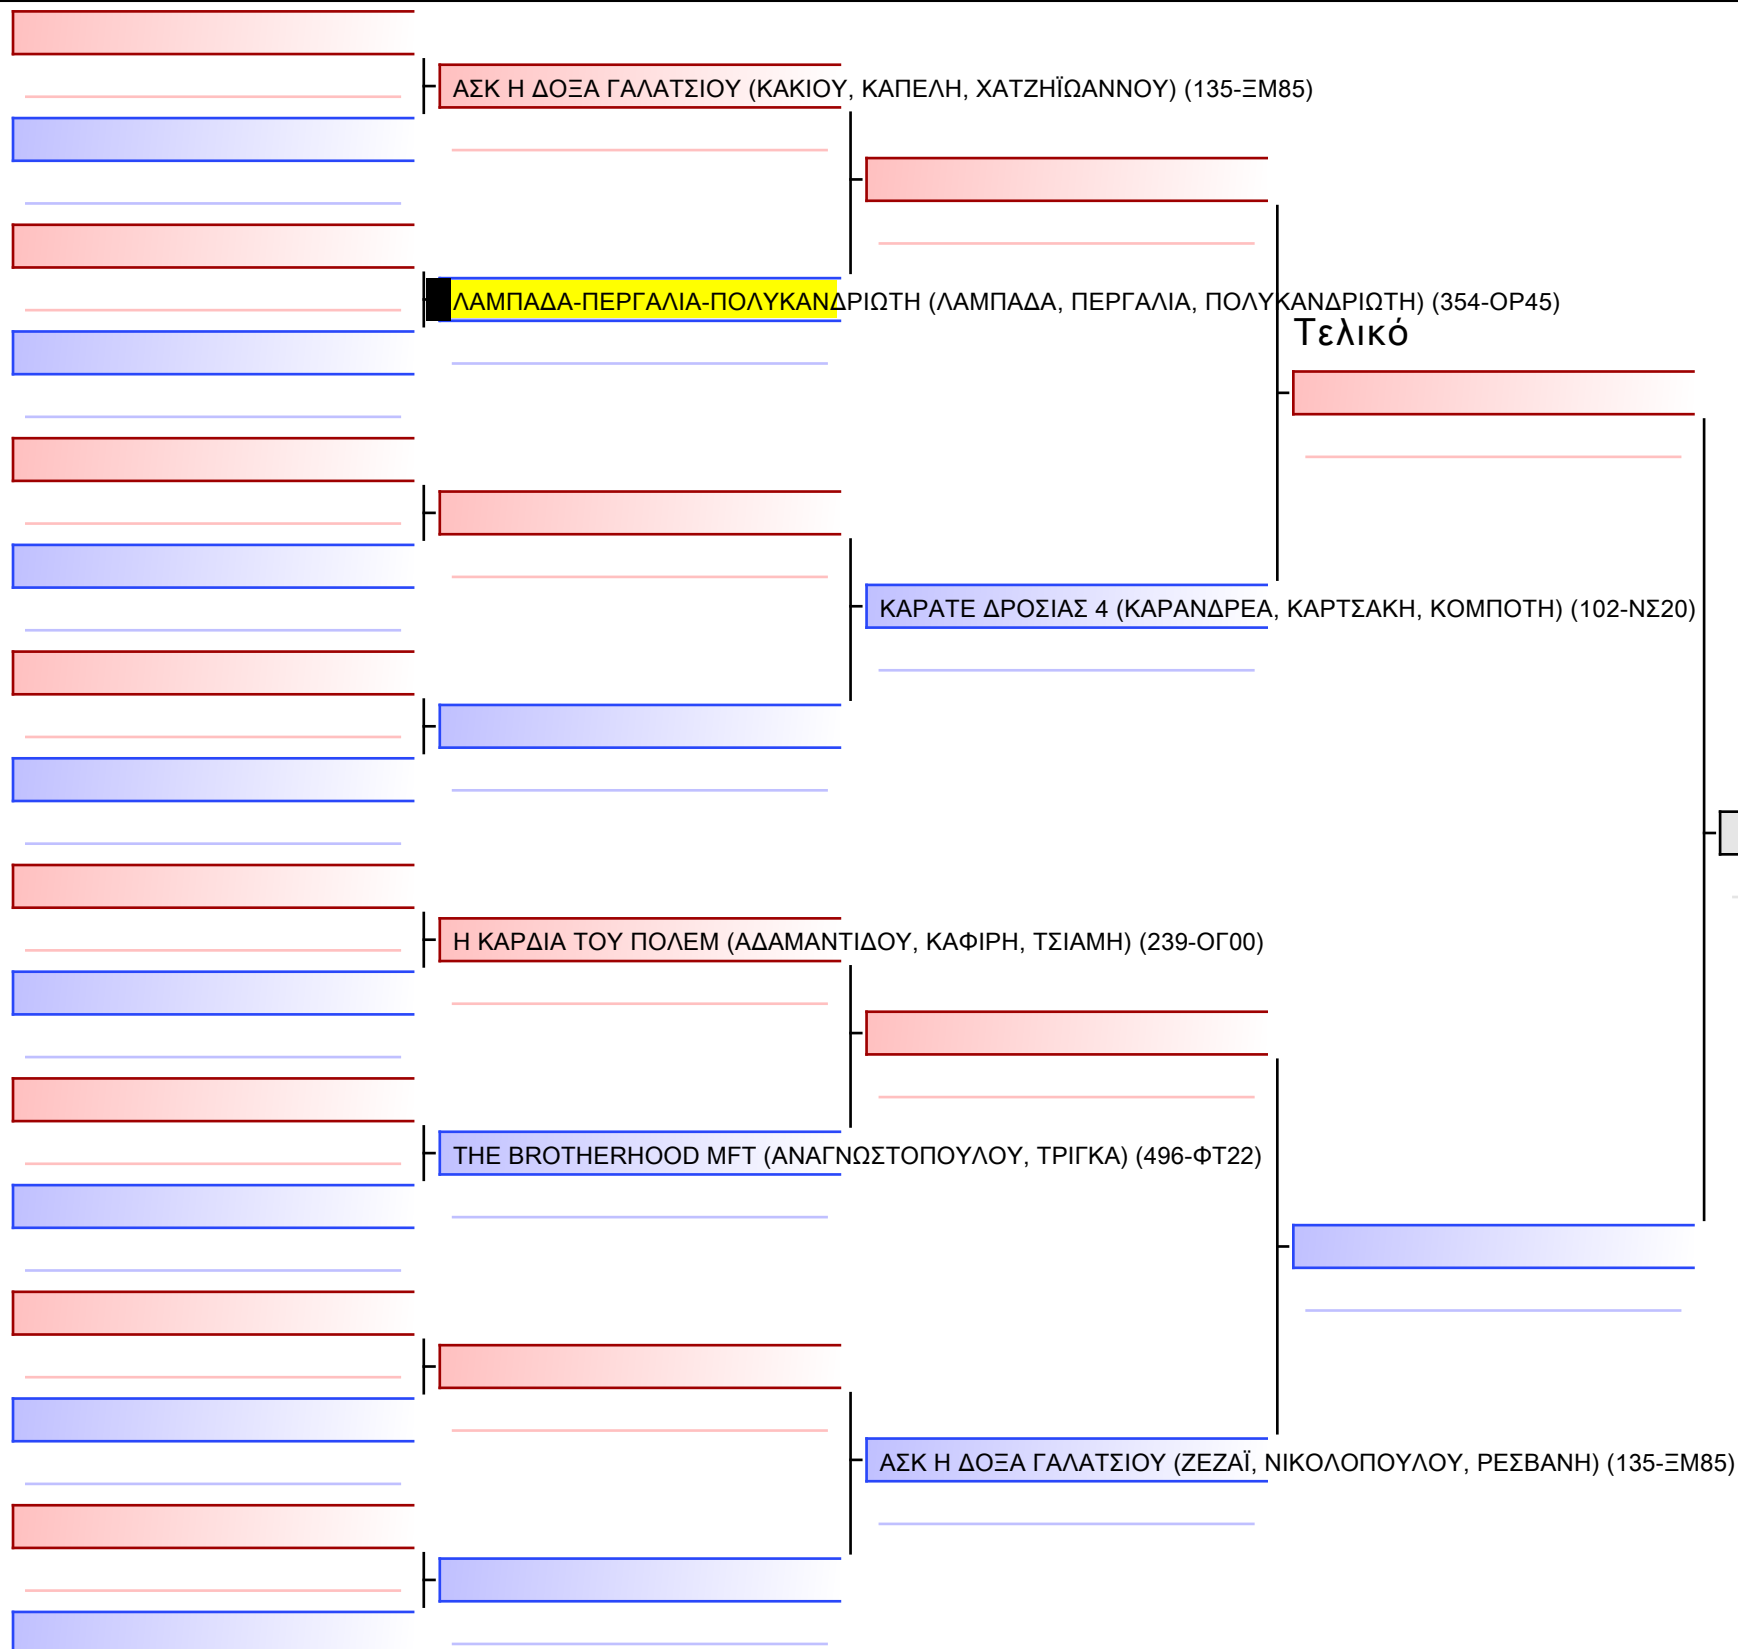 ΑΣΚ Η ΔΟΞΑ ΓΑΛΑΤΣΙΟΥ (ΚΑΚΙΟΥ, ΚΑΠΕΛΗ, ΧΑΤΖΗΪΩΑΝΝΟΥ) (135-ΞΜ85)
ΛΑΜΠΑΔΑ-ΠΕΡΓΑΛΙΑ-ΠΟΛΥΚΑΝΔΡΙΩΤΗ (ΛΑΜΠΑΔΑ, ΠΕΡΓΑΛΙΑ, ΠΟΛΥΚΑΝΔΡΙΩΤΗ) (354-ΟΡ45)
Τελικό
ΚΑΡΑΤΕ ΔΡΟΣΙΑΣ 4 (ΚΑΡΑΝΔΡΕΑ, ΚΑΡΤΣΑΚΗ, ΚΟΜΠΟΤΗ) (102-ΝΣ20)
Η ΚΑΡΔΙΑ ΤΟΥ ΠΟΛΕΜ (ΑΔΑΜΑΝΤΙΔΟΥ, ΚΑΦΙΡΗ, ΤΣΙΑΜΗ) (239-ΟΓ00)
THE BROTHERHOOD MFT (ΑΝΑΓΝΩΣΤΟΠΟΥΛΟΥ, ΤΡΙΓΚΑ) (496-ΦΤ22)
ΑΣΚ Η ΔΟΞΑ ΓΑΛΑΤΣΙΟΥ (ΖΕΖΑΪ, ΝΙΚΟΛΟΠΟΥΛΟΥ, ΡΕΣΒΑΝΗ) (135-ΞΜ85)